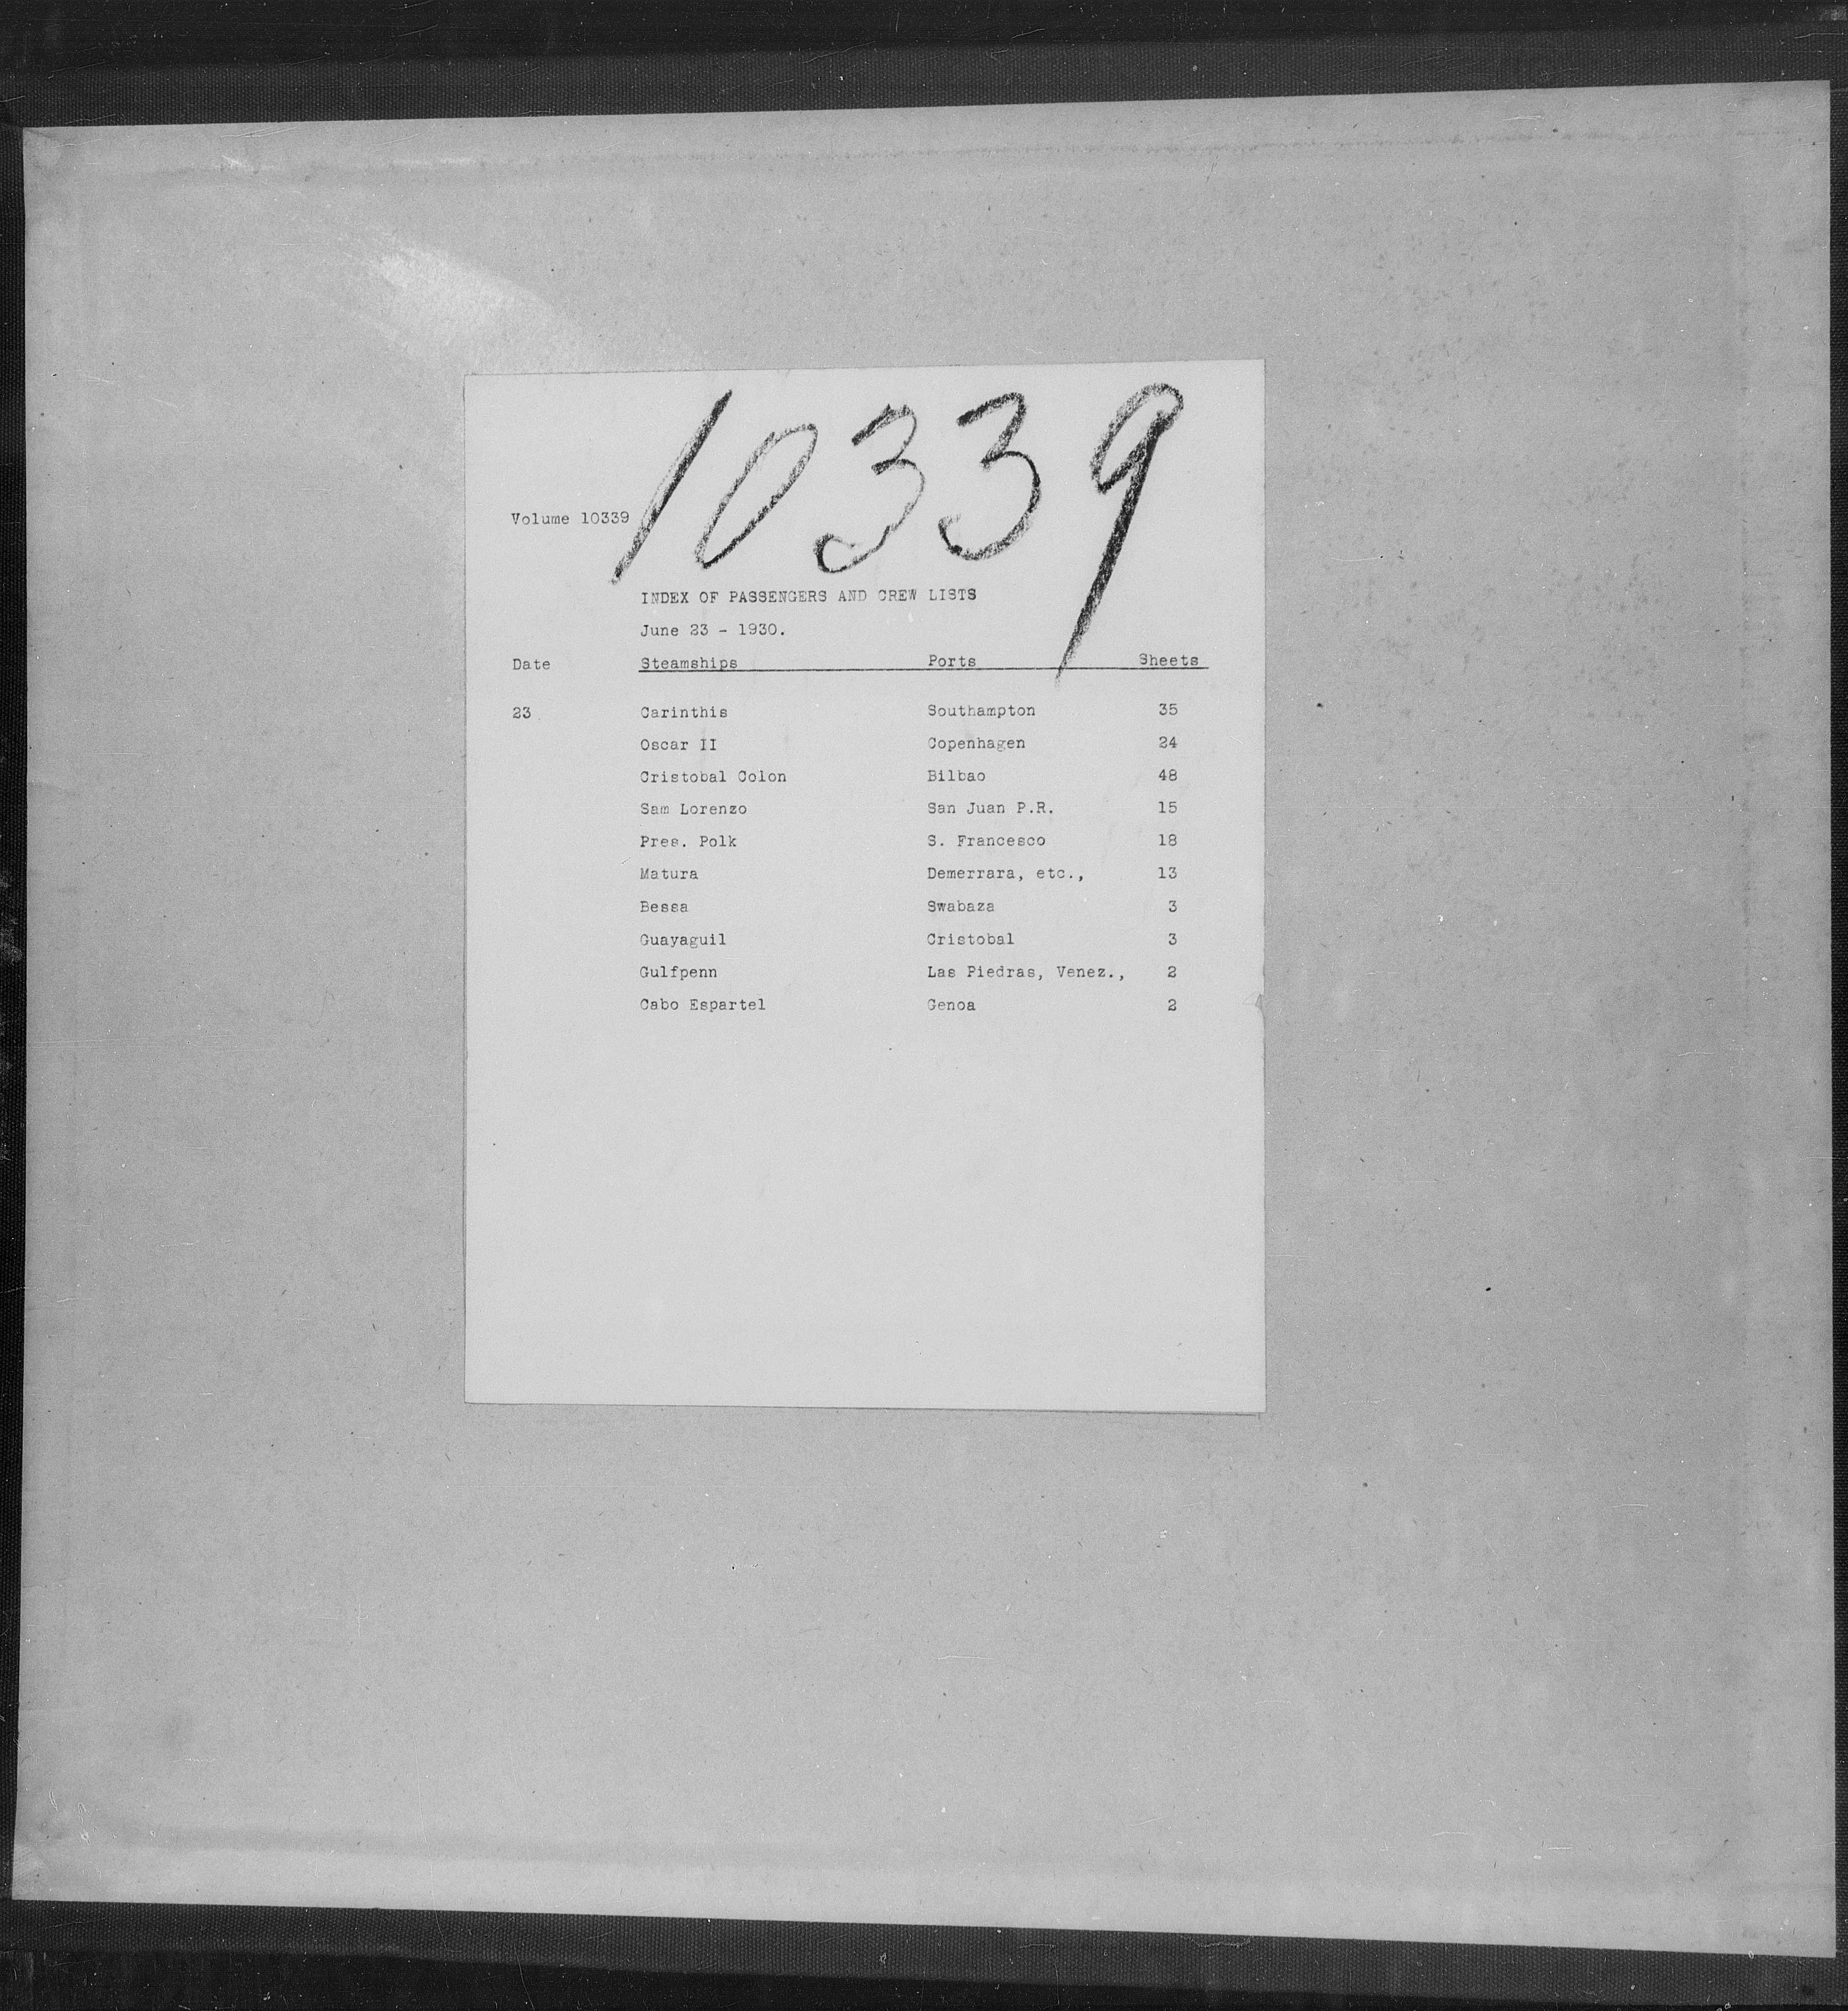 10339
Volume 10339
INDEX OF PASSENGERS AND CREW LISTS
June 23 - 1930.
Date Steamships Ports Sheets
23 Carinthis Southampton 35
Oscar II Copenhagen 24
Cristobal Colon Bilbao 48
Sam Lorenzo San Juan P.R. 15
Pres. Polk S. Francesco 18
Matura Demerrara, etc., 13
Bessa Swabaza 3
Guayaguil Cristobal 3
Gulfpenn Las Piedras, Venez., 2
Cabo Espartel Genoa 2